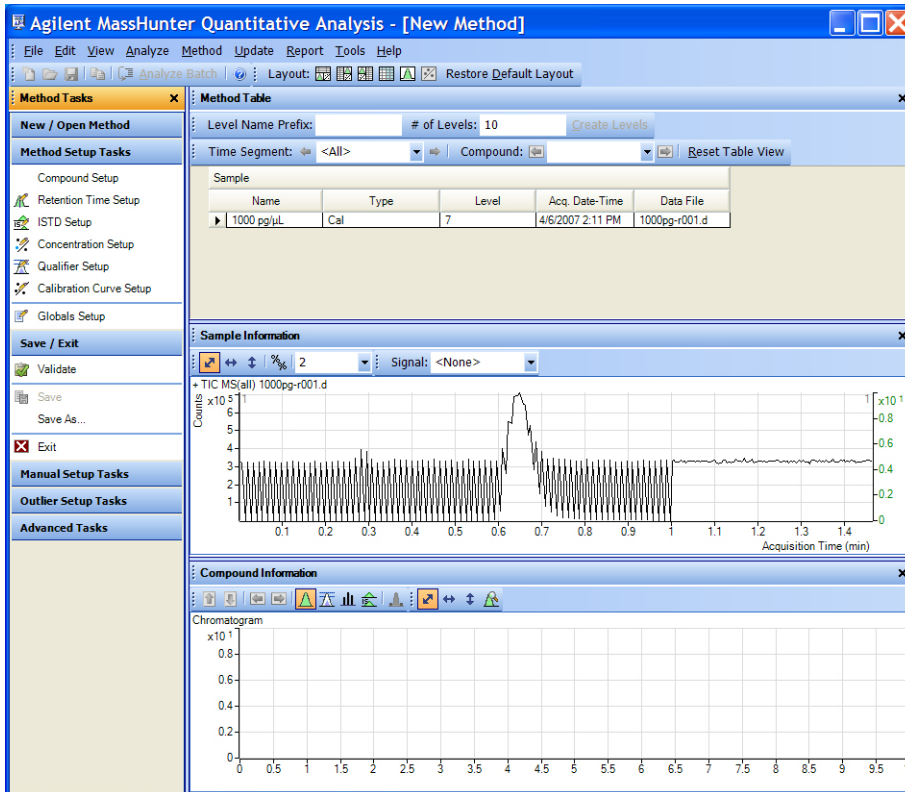 Agilent MassHunter Quantitative Analysis - [New Method]
File Edit View Analyze Method Update Report Tools Help
Analyze Batch Layout: Restore Default Layout
Method Tasks
New / Open Method
Method Setup Tasks
Compound Setup
Retention Time Setup
ISTD Setup
Concentration Setup
Qualifier Setup
Calibration Curve Setup
Globals Setup
Save / Exit
Validate
Save
Save As...
Exit
Manual Setup Tasks
Outlier Setup Tasks
Advanced Tasks
Method Table
Level Name Prefix: # of Levels: 10 Create Levels
Time Segment: <All> Compound: Reset Table View
Sample
Name Type Level Acq. Date-Time Data File
1000 pg/µL Cal 7 4/6/2007 2:11 PM 1000pg-r001.d
Sample Information
2 Signal: <None>
+ TIC MS(all) 1000pg-r001.d
Counts
x10 5 1 1 x10 1
6
5
4
3
2
1
0.8
0.6
0.4
0.2
0
0.1 0.2 0.3 0.4 0.5 0.6 0.7 0.8 0.9 1 1.1 1.2 1.3 1.4
Acquisition Time (min)
Compound Information
Chromatogram
x10 1
0.8
0.6
0.4
0.2
0
0 0.5 1 1.5 2 2.5 3 3.5 4 4.5 5 5.5 6 6.5 7 7.5 8 8.5 9 9.5